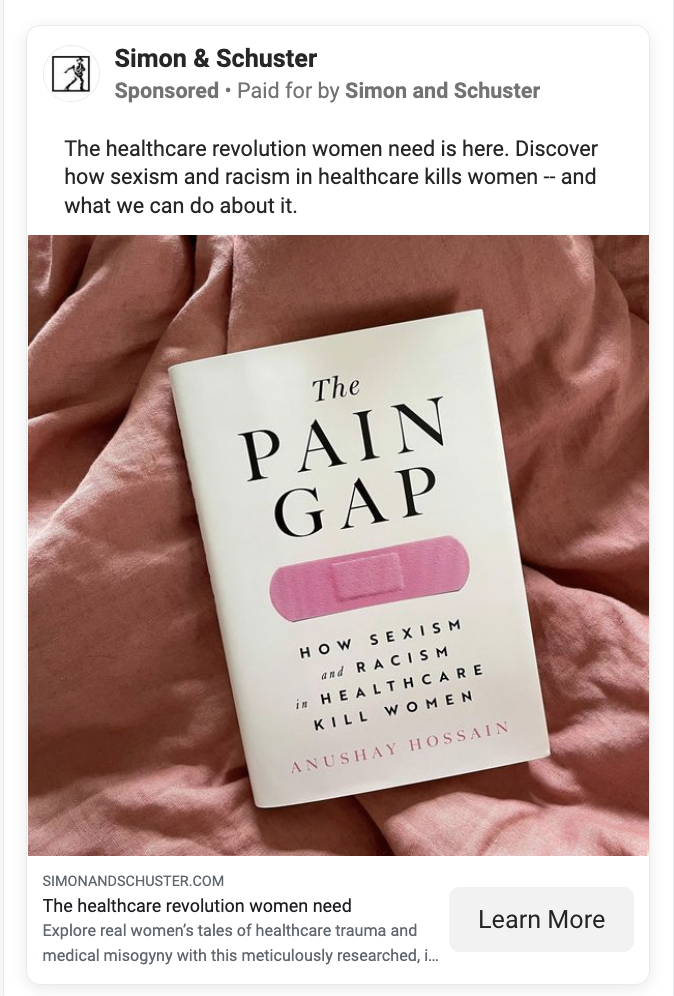 Simon & Schuster
Sponsored • Paid for by Simon and Schuster
The healthcare revolution women need is here. Discover
how sexism and racism in healthcare kills women -- and
what we can do about it.
The
PAIN
GAP
HOW SEXISM
and RACISM
in HEALTHCARE
KILL WOMEN
ANUSHAY HOSSAIN
SIMONANDSCHUSTER.COM
The healthcare revolution women need
Explore real women’s tales of healthcare trauma and
medical misogyny with this meticulously researched, i...
Learn More